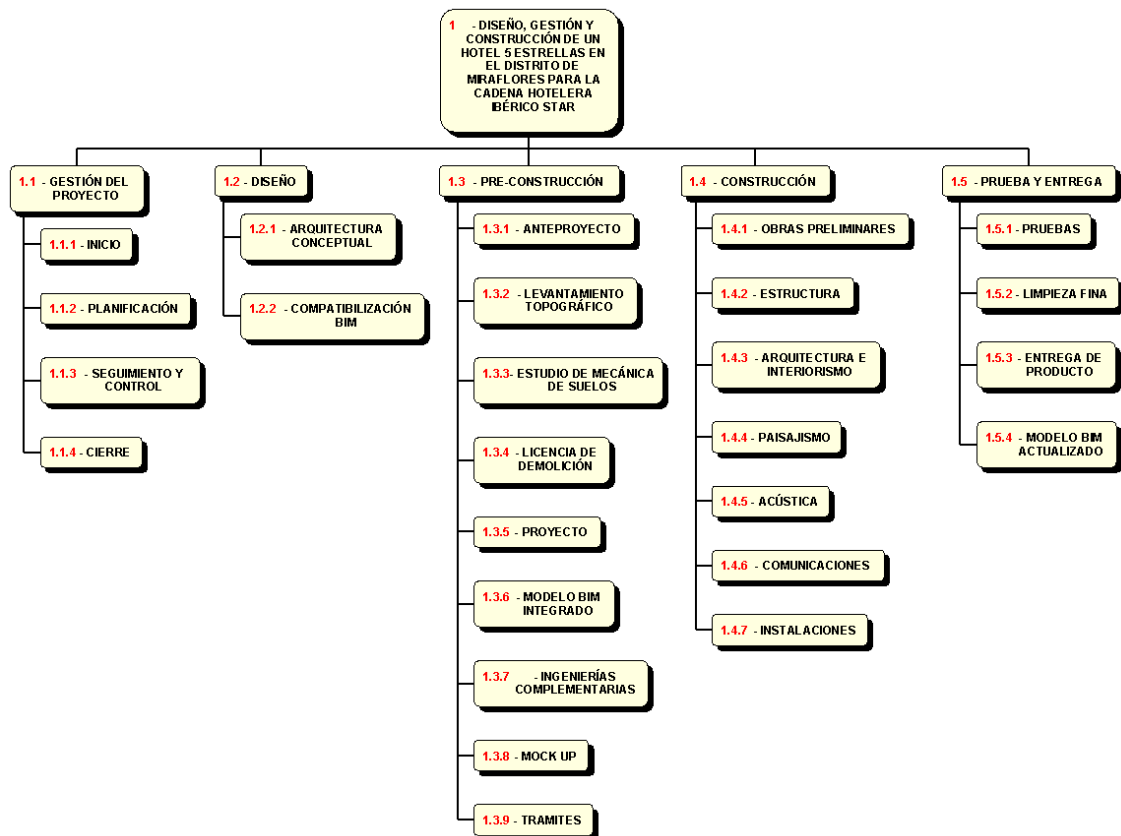 1 - DISEÑO, GESTIÓN Y
CONSTRUCCIÓN DE UN
HOTEL 5 ESTRELLAS EN
EL DISTRITO DE
MIRAFLORES PARA LA
CADENA HOTELERA
IBÉRICO STAR
1.1 - GESTIÓN DEL
PROYECTO
1.1.1 - INICIO
1.1.2 - PLANIFICACIÓN
1.1.3 - SEGUIMIENTO Y
CONTROL
1.1.4 - CIERRE
1.2 - DISEÑO
1.2.1 - ARQUITECTURA
CONCEPTUAL
1.2.2 - COMPATIBILIZACIÓN
BIM
1.3 - PRE-CONSTRUCCIÓN
1.3.1 - ANTEPROYECTO
1.3.2 - LEVANTAMIENTO
TOPOGRÁFICO
1.3.3- ESTUDIO DE MECÁNICA
DE SUELOS
1.3.4 - LICENCIA DE
DEMOLICIÓN
1.3.5 - PROYECTO
1.3.6 - MODELO BIM
INTEGRADO
1.3.7 - INGENIERÍAS
COMPLEMENTARIAS
1.3.8 - MOCK UP
1.3.9 - TRAMITES
1.4 - CONSTRUCCIÓN
1.4.1 - OBRAS PRELIMINARES
1.4.2 - ESTRUCTURA
1.4.3 - ARQUITECTURA E
INTERIORISMO
1.4.4 - PAISAJISMO
1.4.5 - ACÚSTICA
1.4.6 - COMUNICACIONES
1.4.7 - INSTALACIONES
1.5 - PRUEBA Y ENTREGA
1.5.1 - PRUEBAS
1.5.2 - LIMPIEZA FINA
1.5.3 - ENTREGA DE
PRODUCTO
1.5.4 - MODELO BIM
ACTUALIZADO